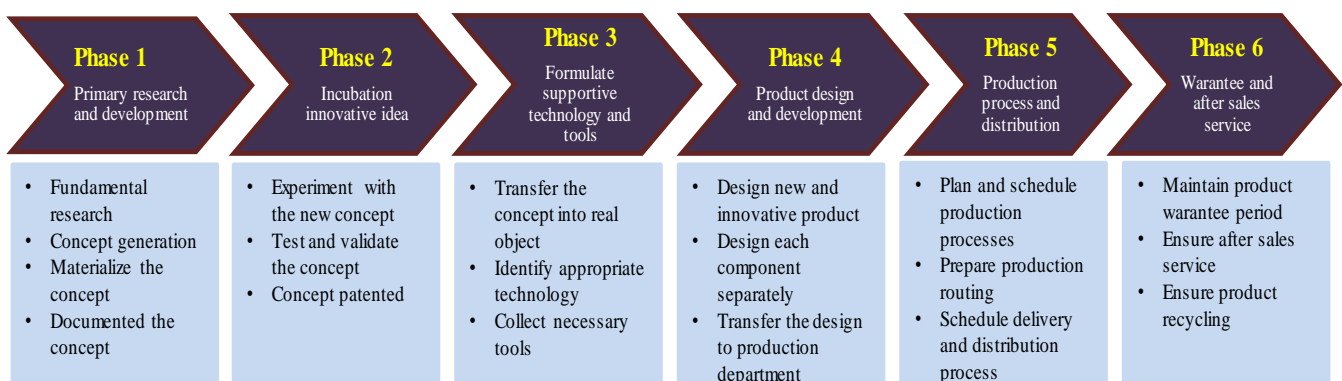 Phase 1
Primary research
and development
Phase 2
Incubation
innovative idea
Phase 3
Formulate
supportive
technology and
tools
Phase 4
Product design
and development
Phase 5
Production
process and
distribution
Phase 6
Warantee and
after sales
service
• Fundamental
research
• Concept generation
• Materialize the
concept
• Documented the
concept
• Experiment with
the new concept
• Test and validate
the concept
• Concept patented
• Transfer the
concept into real
object
• Identify appropriate
technology
• Collect necessary
tools
• Design new and
innovative product
• Design each
component
separately
• Transfer the design
to production
department
• Plan and schedule
production
processes
• Prepare production
routing
• Schedule delivery
and distribution
process
• Maintain product
warantee period
• Ensure after sales
service
• Ensure product
recycling